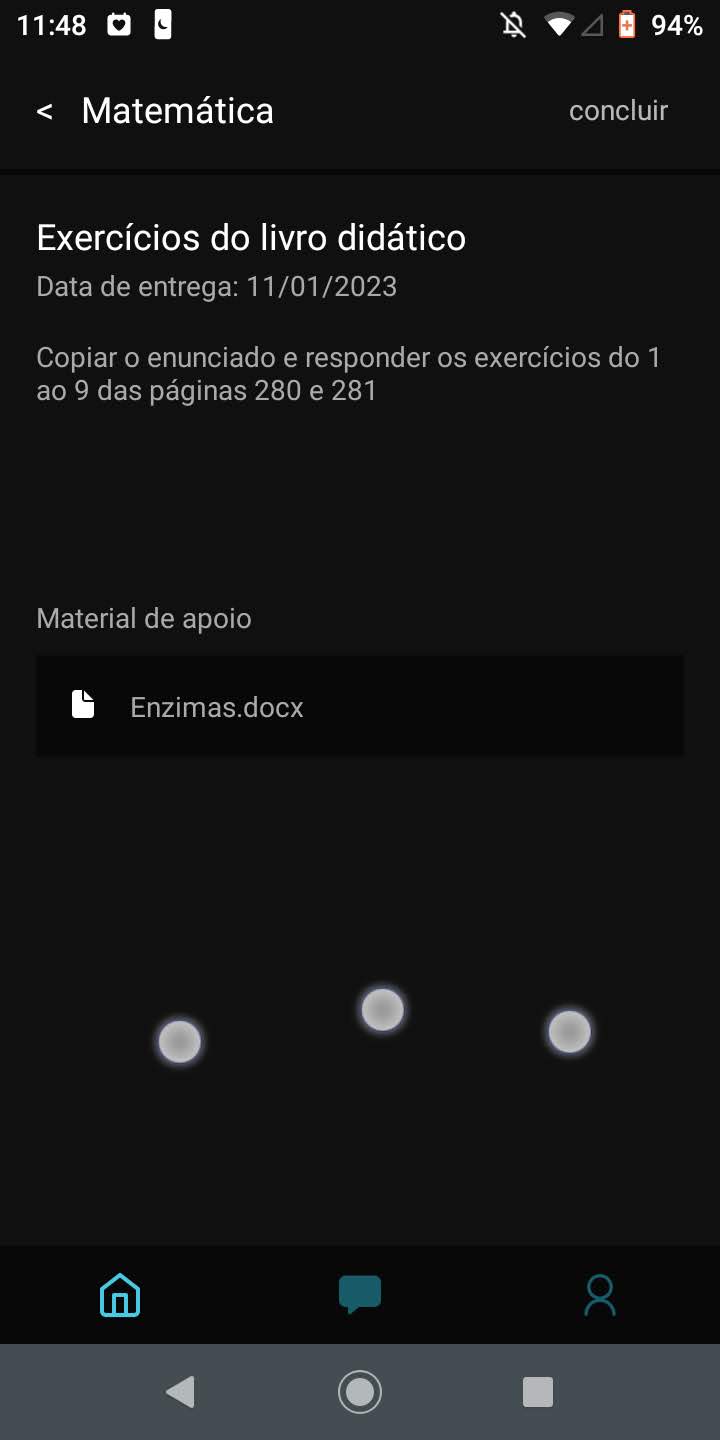 11:48 94%
< Matemática concluir
Exercícios do livro didático
Data de entrega: 11/01/2023
Copiar o enunciado e responder os exercícios do 1
ao 9 das páginas 280 e 281
Material de apoio
Enzimas.docx